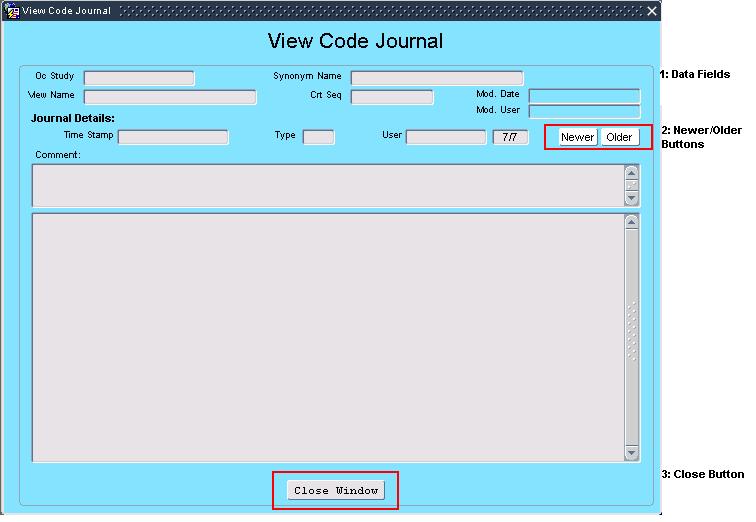 View Code Journal
View Code Journal
Oc Study
Synonym Name
1: Data Fields
View Name
Crt Seq
Mod. Date
Mod. User
Journal Details:
Time Stamp
Type
User
7/7
Newer
Older
2: Newer/Older
Buttons
Comment:
3: Close Button
Close Window